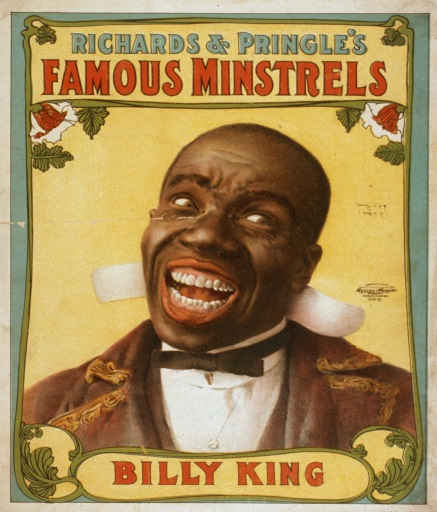 RICHARDS & PRINGLE'S
FAMOUS MINSTRELS
BILLY KING